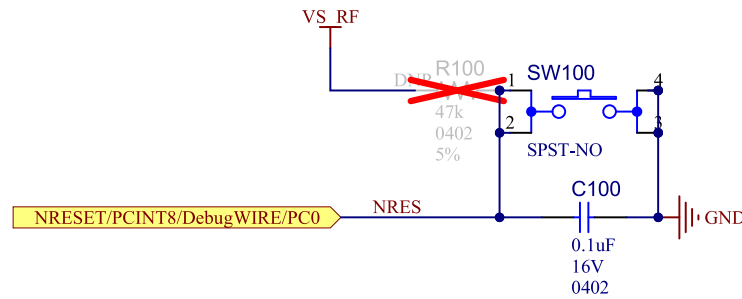 VS_RF
R100
DNP
1
SW100
4
47k
0402
5%
2
3
SPST-NO
C100
NRESET/PCINT8/DebugWIRE/PC0
NRES
GND
0.1uF
16V
0402